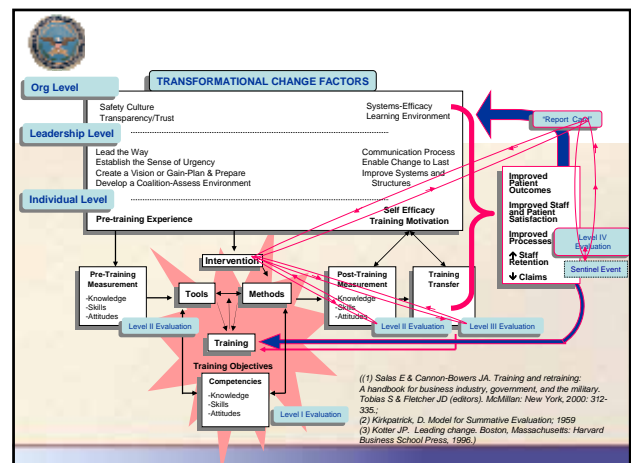 TRANSFORMATIONAL CHANGE FACTORS
Org Level
Safety Culture
Transparency/Trust
Systems-Efficacy
Learning Environment
Leadership Level
Lead the Way
Establish the Sense of Urgency
Create a Vision or Gain-Plan & Prepare
Develop a Coalition-Assess Environment
Communication Process
Enable Change to Last
Improve Systems and
Structures
Individual Level
Pre-training Experience
Self Efficacy
Training Motivation
"Report Card"
Improved
Patient
Outcomes
Improved Staff
and Patient
Satisfaction
Improved
Processes
↑ Staff
Retention
↓ Claims
Level IV
Evaluation
Sentinel Event
Intervention
Pre-Training
Measurement
-Knowledge
-Skills
-Attitudes
Level II Evaluation
Tools
Methods
Training
Post-Training
Measurement
-Knowledge
-Skills
-Attitudes
Level II Evaluation
Training
Transfer
Level III Evaluation
Training Objectives
Competencies
-Knowledge
-Skills
-Attitudes
Level I Evaluation
((1) Salas E & Cannon-Bowers JA. Training and retraining:
A handbook for business industry, government, and the military.
Tobias S & Fletcher JD (editors). McMillan: New York, 2000: 312-
335.;
(2) Kirkpatrick, D. Model for Summative Evaluation; 1959
(3) Kotter JP. Leading change. Boston, Massachusetts: Harvard
Business School Press, 1996.)